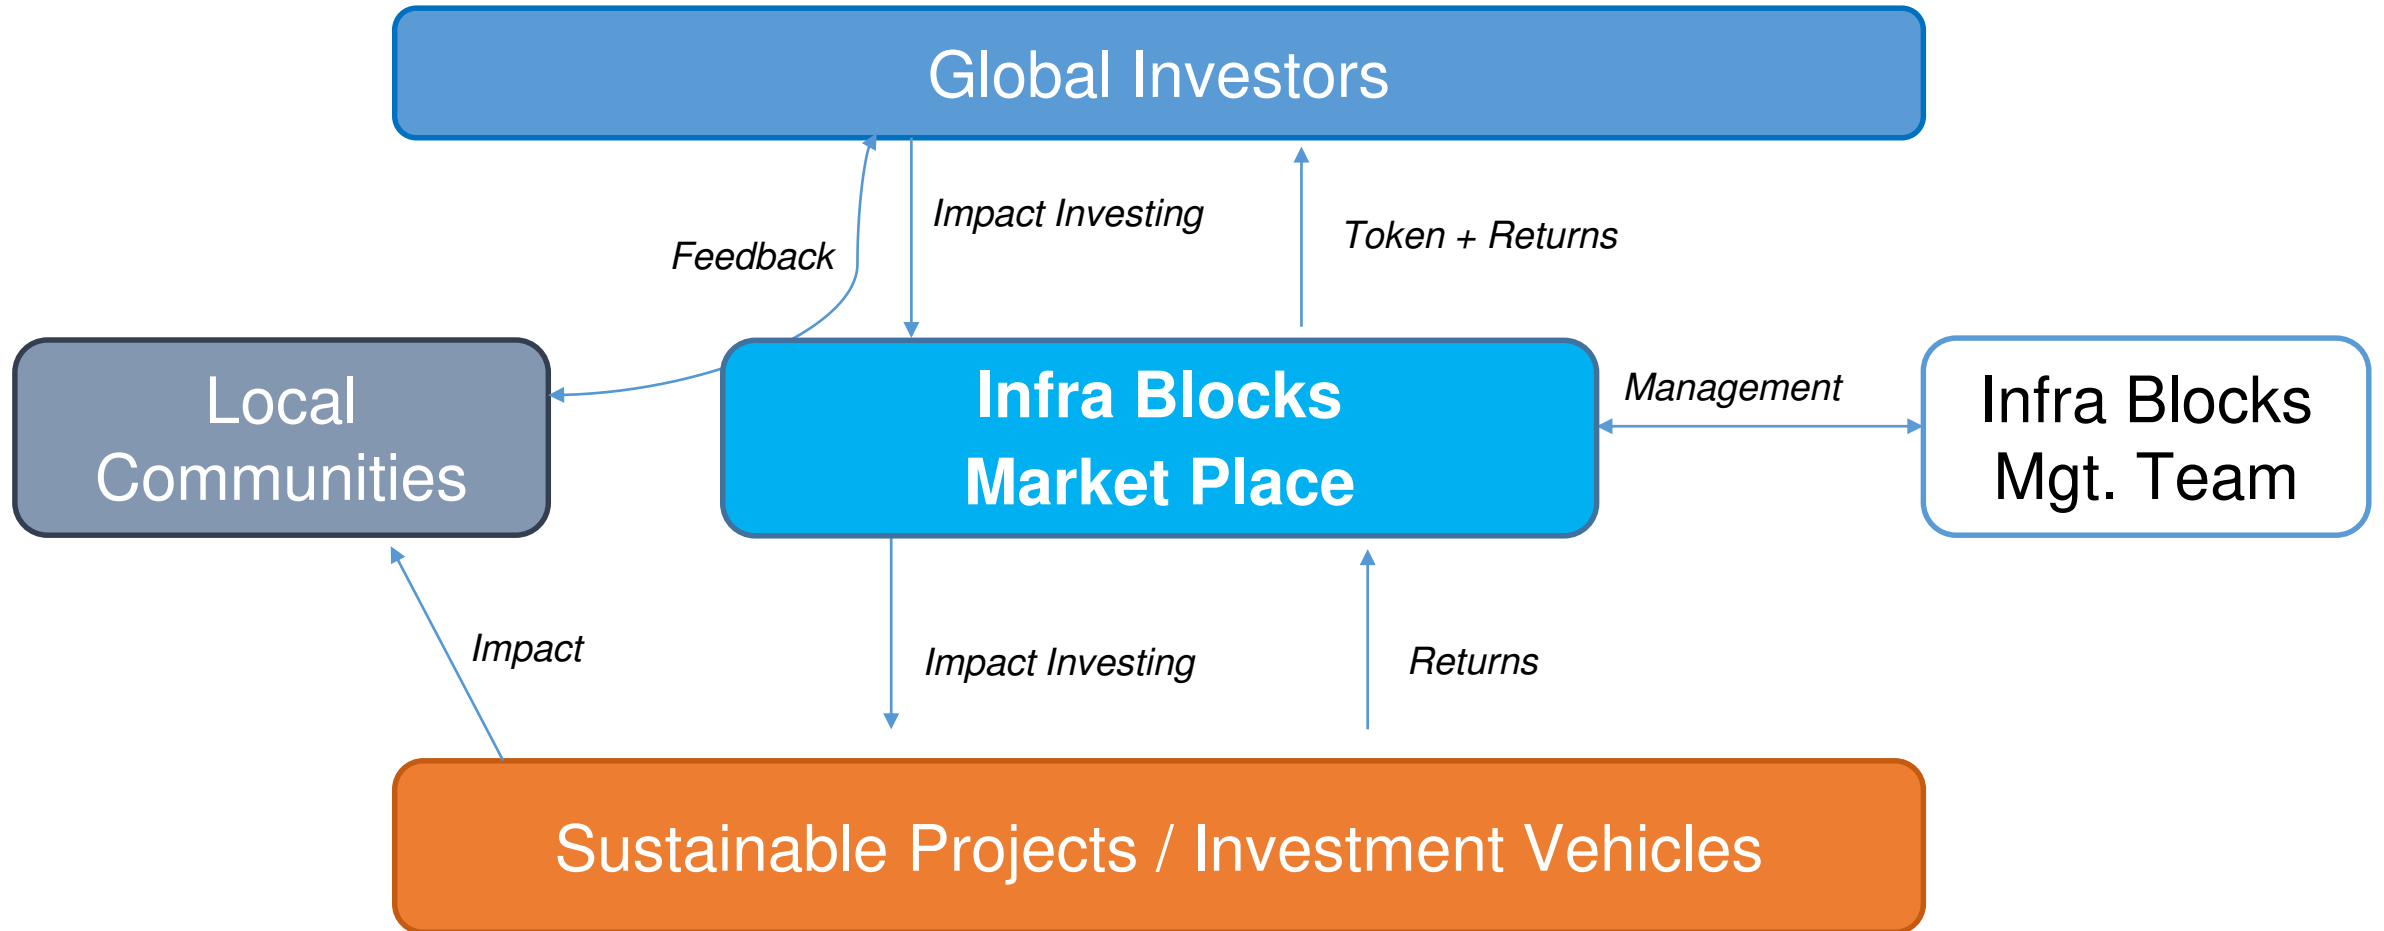 Global Investors
Impact Investing
Token + Returns
Feedback
Local
Communities
Infra Blocks
Market Place
Management
Infra Blocks
Mgt. Team
Impact
Impact Investing
Returns
Sustainable Projects / Investment Vehicles